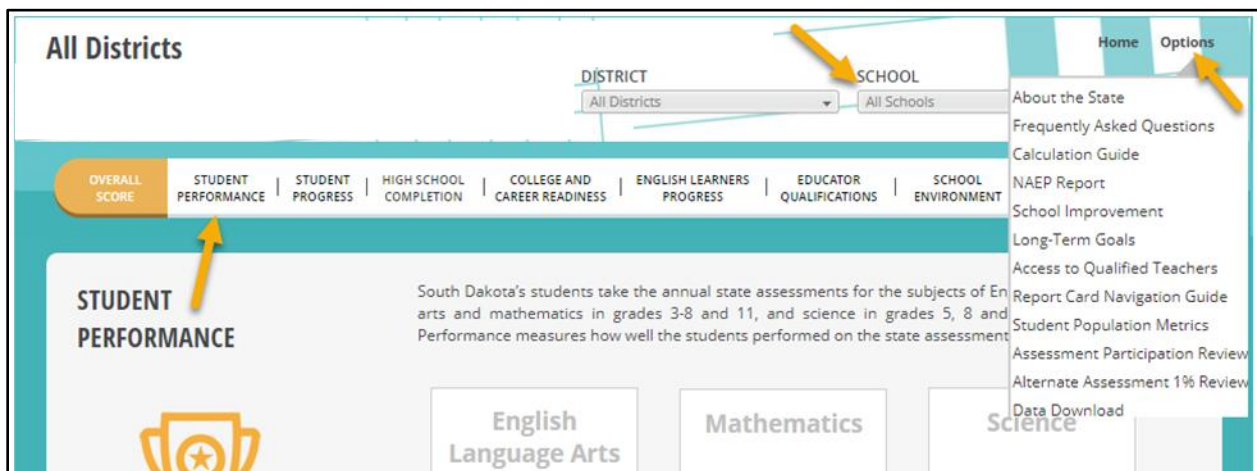 All Districts
Home Options
DISTRICT
SCHOOL
All Districts
All Schools
About the State
Frequently Asked Questions
Calculation Guide
NAEP Report
School Improvement
Long-Term Goals
Access to Qualified Teachers
Report Card Navigation Guide
Student Population Metrics
Assessment Participation Review
Alternate Assessment 1% Review
Data Download
OVERALL
SCORE
STUDENT
PERFORMANCE
STUDENT
PROGRESS
HIGH SCHOOL
COMPLETION
COLLEGE AND
CAREER READINESS
ENGLISH LEARNERS
PROGRESS
EDUCATOR
QUALIFICATIONS
SCHOOL
ENVIRONMENT
STUDENT
PERFORMANCE
South Dakota's students take the annual state assessments for the subjects of En
arts and mathematics in grades 3-8 and 11, and science in grades 5, 8 and
Performance measures how well the students performed on the state assessment
English
Language Arts
Mathematics
Science